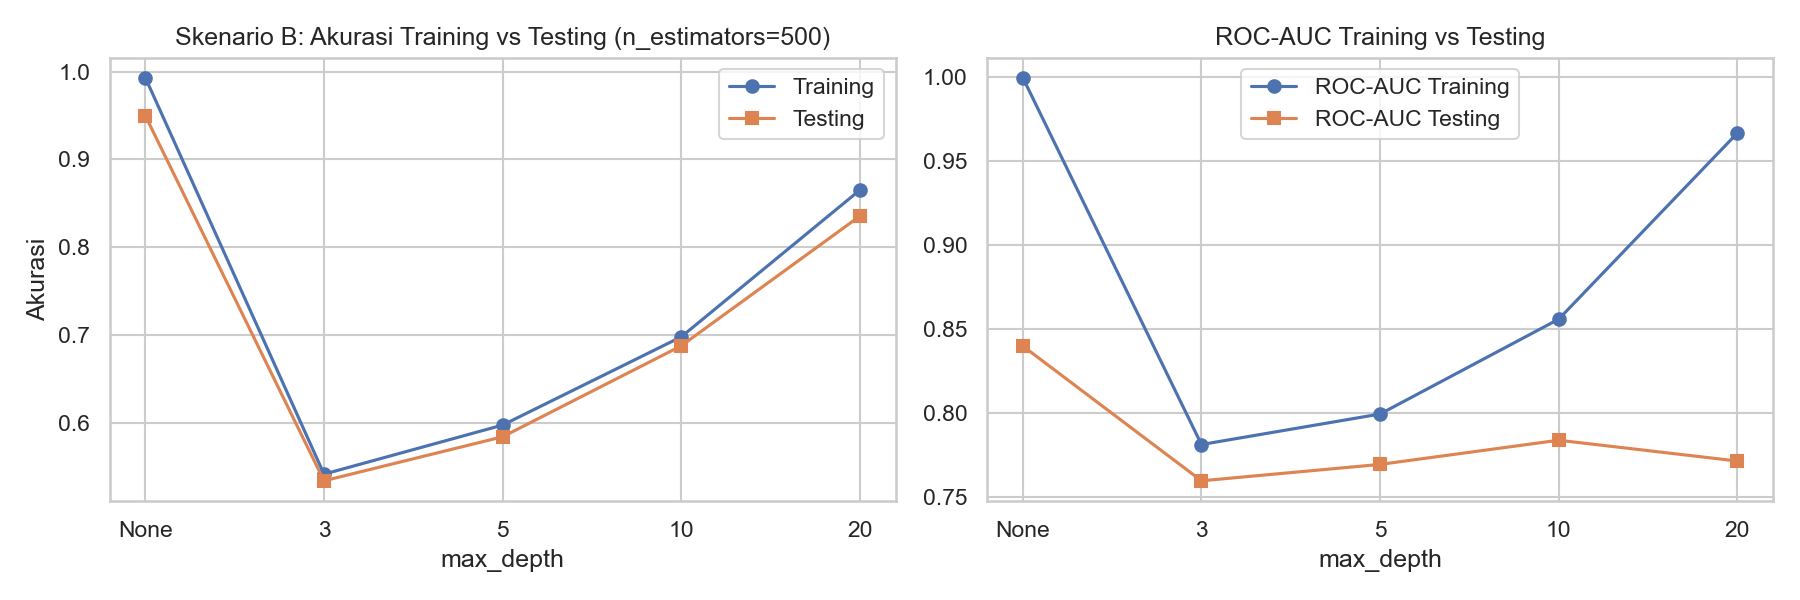 Skenario B: Akurasi Training vs Testing (n_estimators=500)
1.0
0.9
0.8
0.7
0.6
Akurasi
Training
Testing
None 3 5 10 20
max_depth
ROC-AUC Training vs Testing
1.00
0.95
0.90
0.85
0.80
0.75
ROC-AUC Training
ROC-AUC Testing
None 3 5 10 20
max_depth